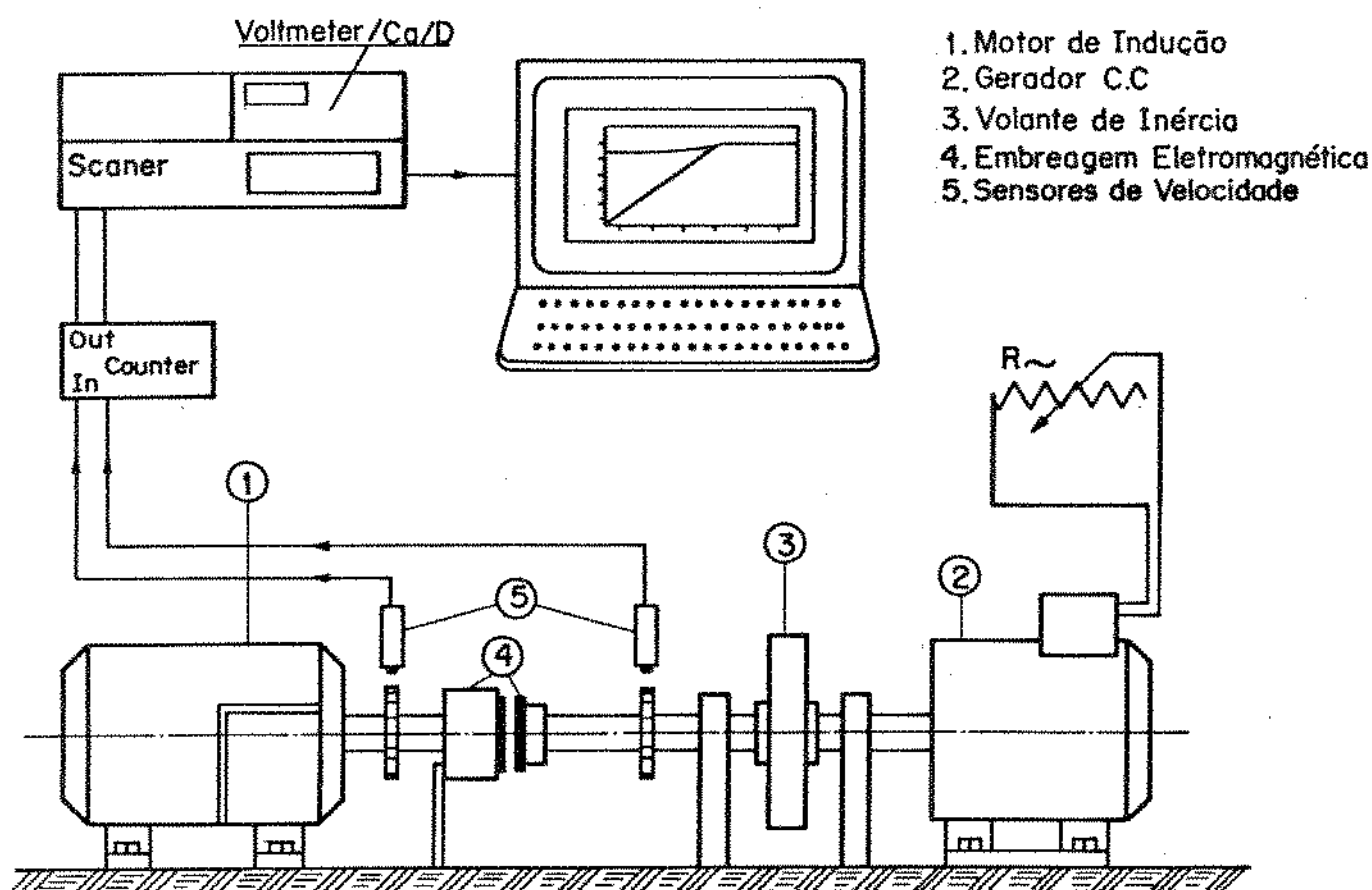 Voltmeter/Ca/D
Scaner
1. Motor de Indução
2. Gerador C.C
3. Volante de Inércia
4. Embreagem Eletromagnética
5. Sensores de Velocidade
Out
Counter
In
R~
1
5
4
3
2